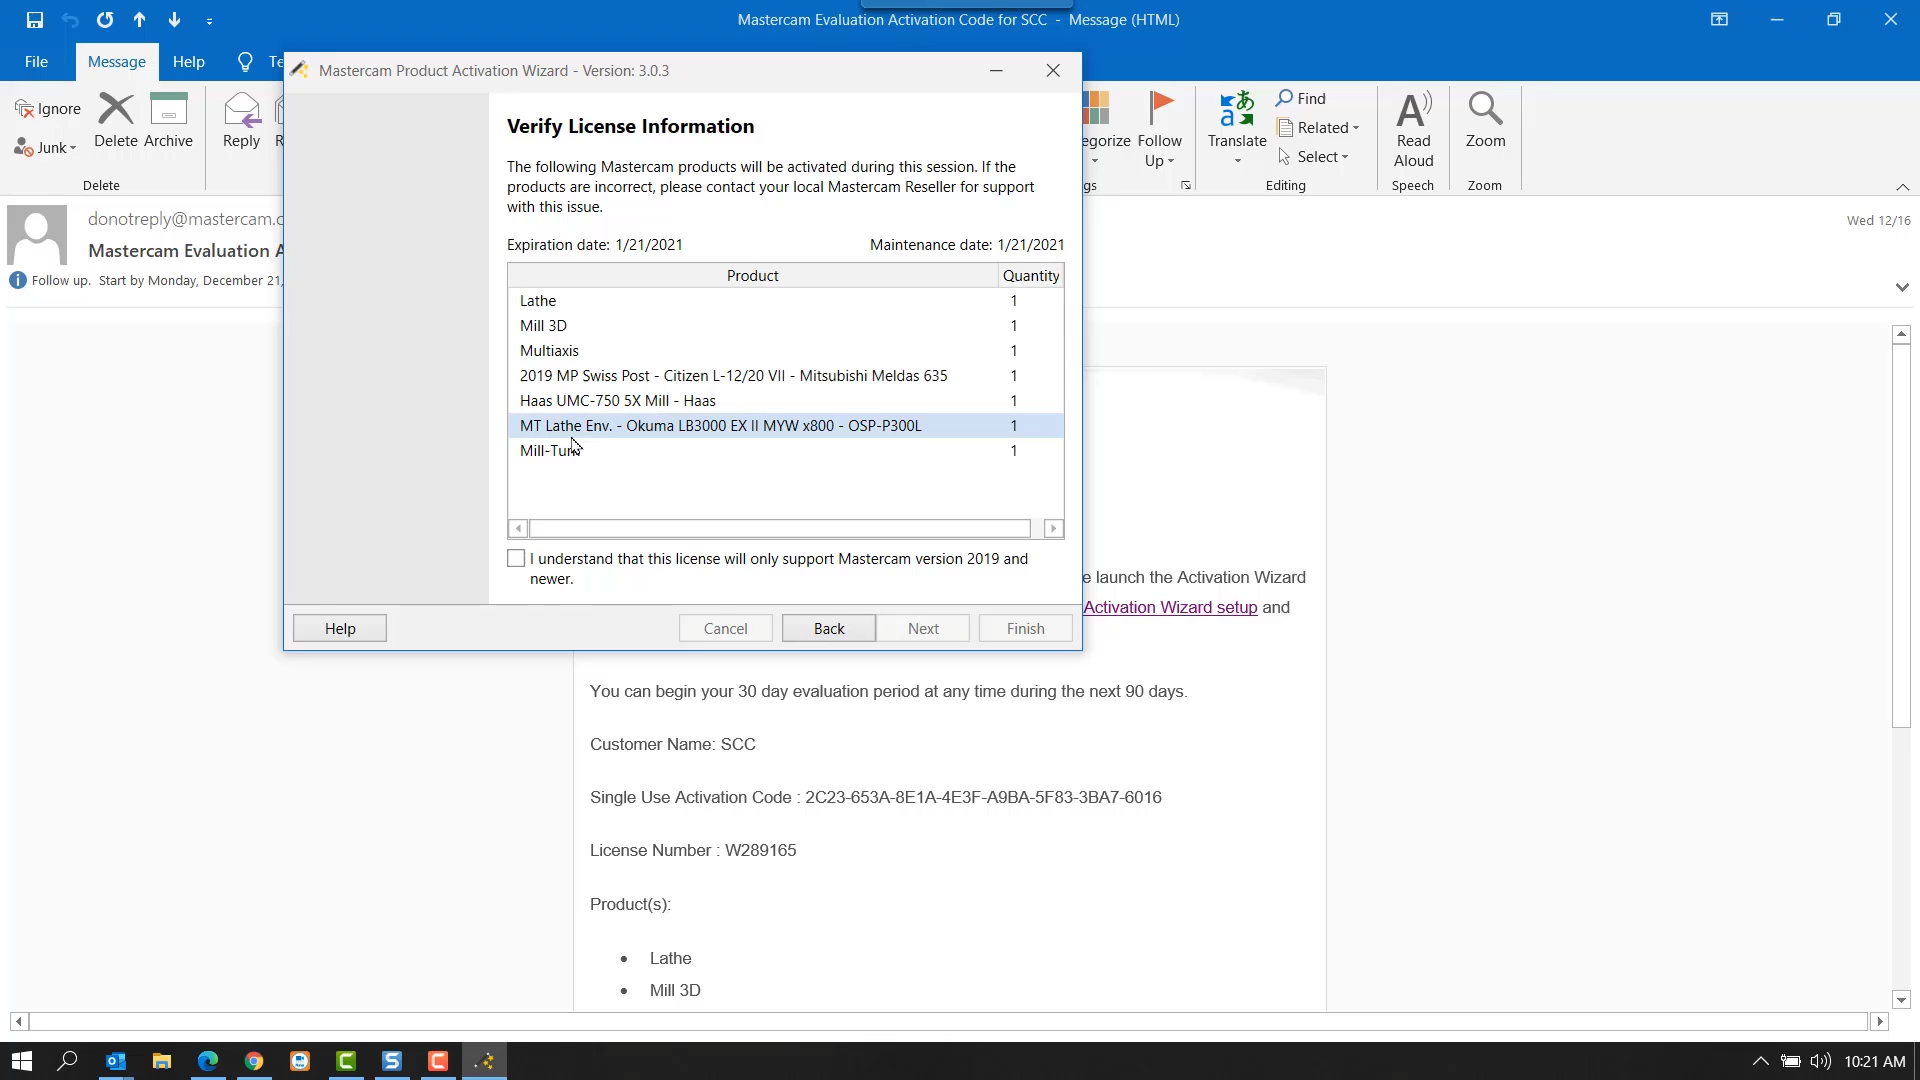 Mastercam Evaluation Activation Code for SCC - Message (HTML)
File
Message
Help
Mastercam Product Activation Wizard - Version: 3.0.3
Ignore
Junk
Delete
Archive
Delete
Reply
Follow
Up
Translate
Find
Related
Select
Editing
Read
Aloud
Speech
Zoom
Zoom
donotreply@mastercam.c
Wed 12/16
Mastercam Evaluation A
Follow up. Start by Monday, December 21,
Verify License Information
The following Mastercam products will be activated during this session. If the
products are incorrect, please contact your local Mastercam Reseller for support
with this issue.
Expiration date: 1/21/2021 Maintenance date: 1/21/2021
Product Quantity
Lathe 1
Mill 3D 1
Multiaxis 1
2019 MP Swiss Post - Citizen L-12/20 VII - Mitsubishi Meldas 635 1
Haas UMC-750 5X Mill - Haas 1
MT Lathe Env. - Okuma LB3000 EX II MYW x800 - OSP-P300L 1
Mill-Turn 1
I understand that this license will only support Mastercam version 2019 and
newer.
Help Cancel Back Next Finish
e launch the Activation Wizard
Activation Wizard setup and
You can begin your 30 day evaluation period at any time during the next 90 days.
Customer Name: SCC
Single Use Activation Code : 2C23-653A-8E1A-4E3F-A9BA-5F83-3BA7-6016
License Number : W289165
Product(s):
• Lathe
• Mill 3D
10:21 AM